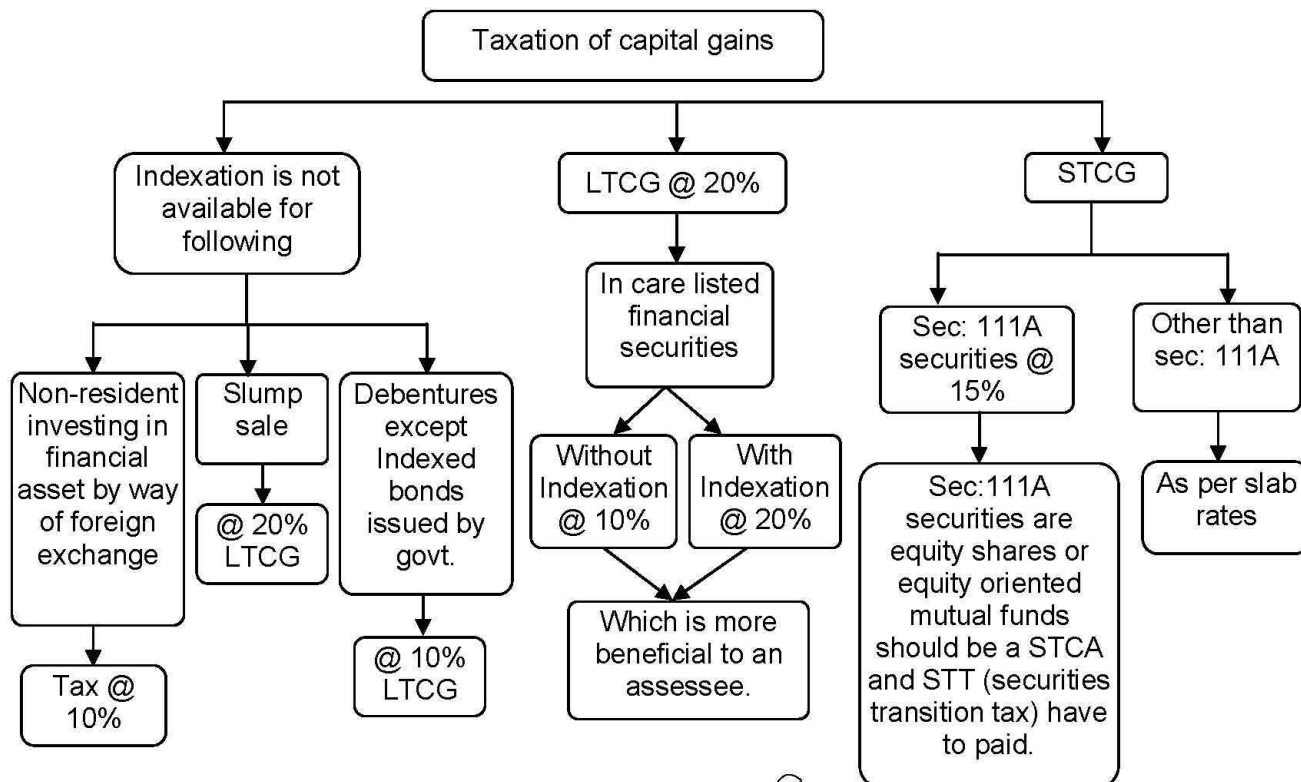 Taxation of capital gains
Indexation is not
available for
following
LTCG @ 20%
STCG
In care listed
financial
securities
Sec: 111A
securities @
15%
Other than
sec: 111A
Non-resident
investing in
financial
asset by way
of foreign
exchange
Slump
sale
Debentures
except
Indexed
bonds
issued by
govt.
Without
Indexation
@ 10%
With
Indexation
@ 20%
Sec:111A
securities are
equity shares or
equity oriented
mutual funds
should be a STCA
and STT (securities
transition tax) have
to paid.
As per slab
rates
@ 20%
LTCG
Which is more
beneficial to an
assessee.
@ 10%
LTCG
Tax @
10%